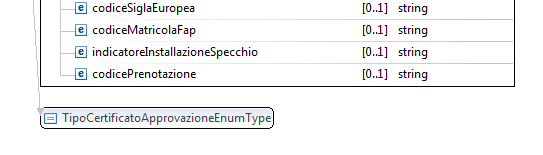 e codiceSiglaEuropea [0..1] string
e codiceMatricolaFap [0..1] string
e indicatoreInstallazioneSpecchio [0..1] string
e codicePrenotazione [0..1] string
TipoCertificatoApprovazioneEnumType